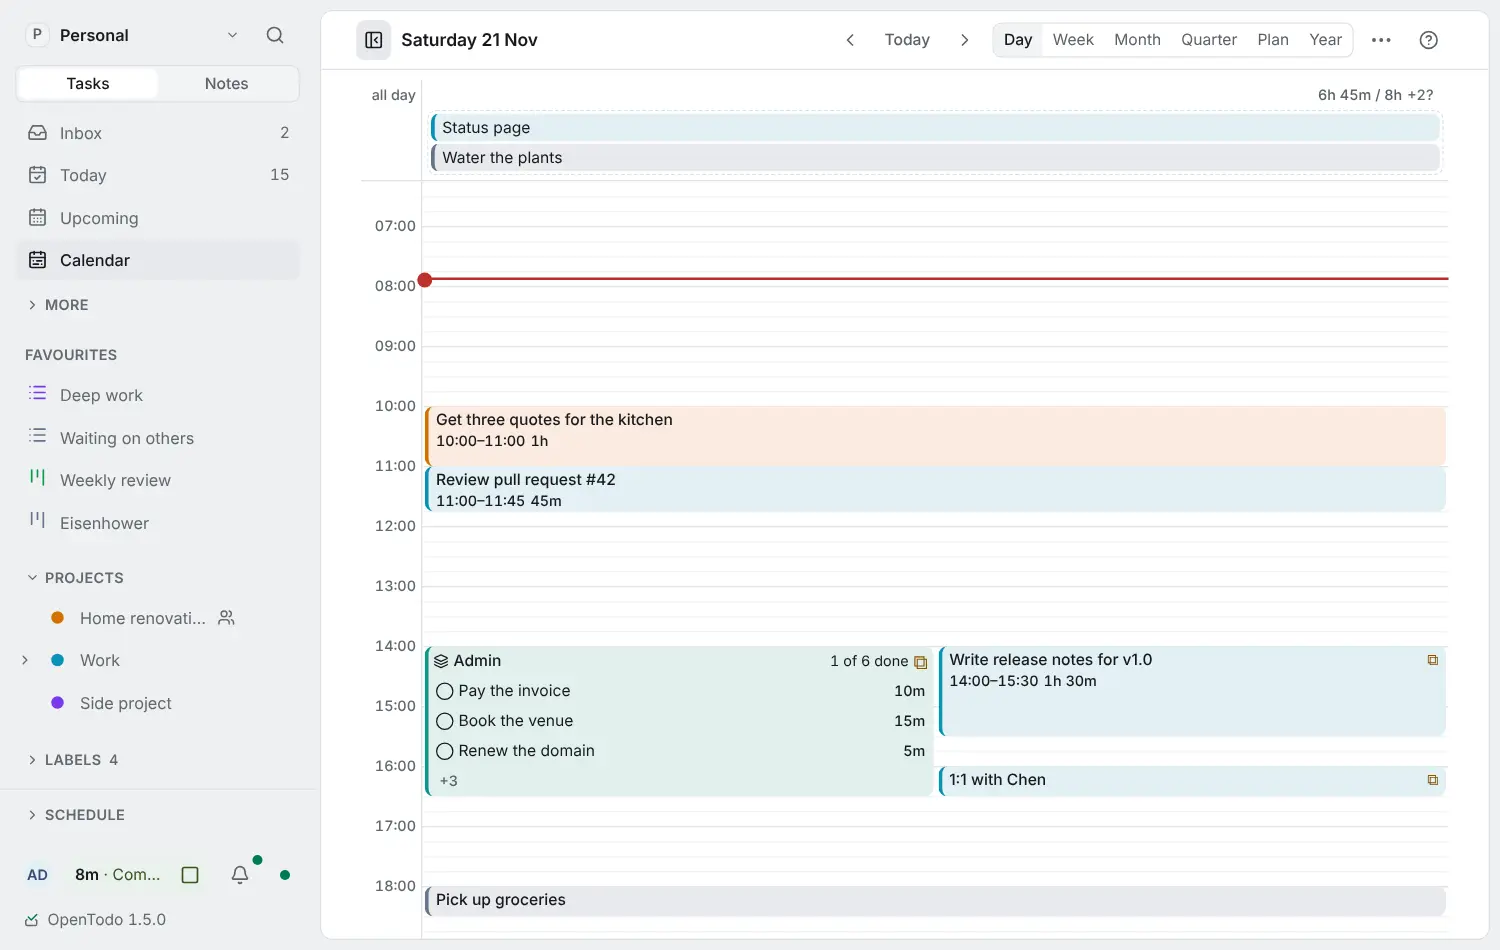 P Personal
Tasks Notes
Inbox 2
Today 15
Upcoming
Calendar
MORE
FAVOURITES
Deep work
Waiting on others
Weekly review
Eisenhower
PROJECTS
Home renovati...
Work
Side project
LABELS 4
SCHEDULE
AD 8m · Com...
OpenTodo 1.5.0
Saturday 21 Nov
Today
Day Week Month Quarter Plan Year
all day
6h 45m / 8h +2?
Status page
Water the plants
07:00
08:00
09:00
10:00
Get three quotes for the kitchen
10:00–11:00 1h
11:00
Review pull request #42
11:00–11:45 45m
12:00
13:00
14:00
Admin 1 of 6 done
Pay the invoice 10m
Book the venue 15m
Renew the domain 5m
+3
Write release notes for v1.0
14:00–15:30 1h 30m
15:00
16:00
1:1 with Chen
17:00
18:00
Pick up groceries